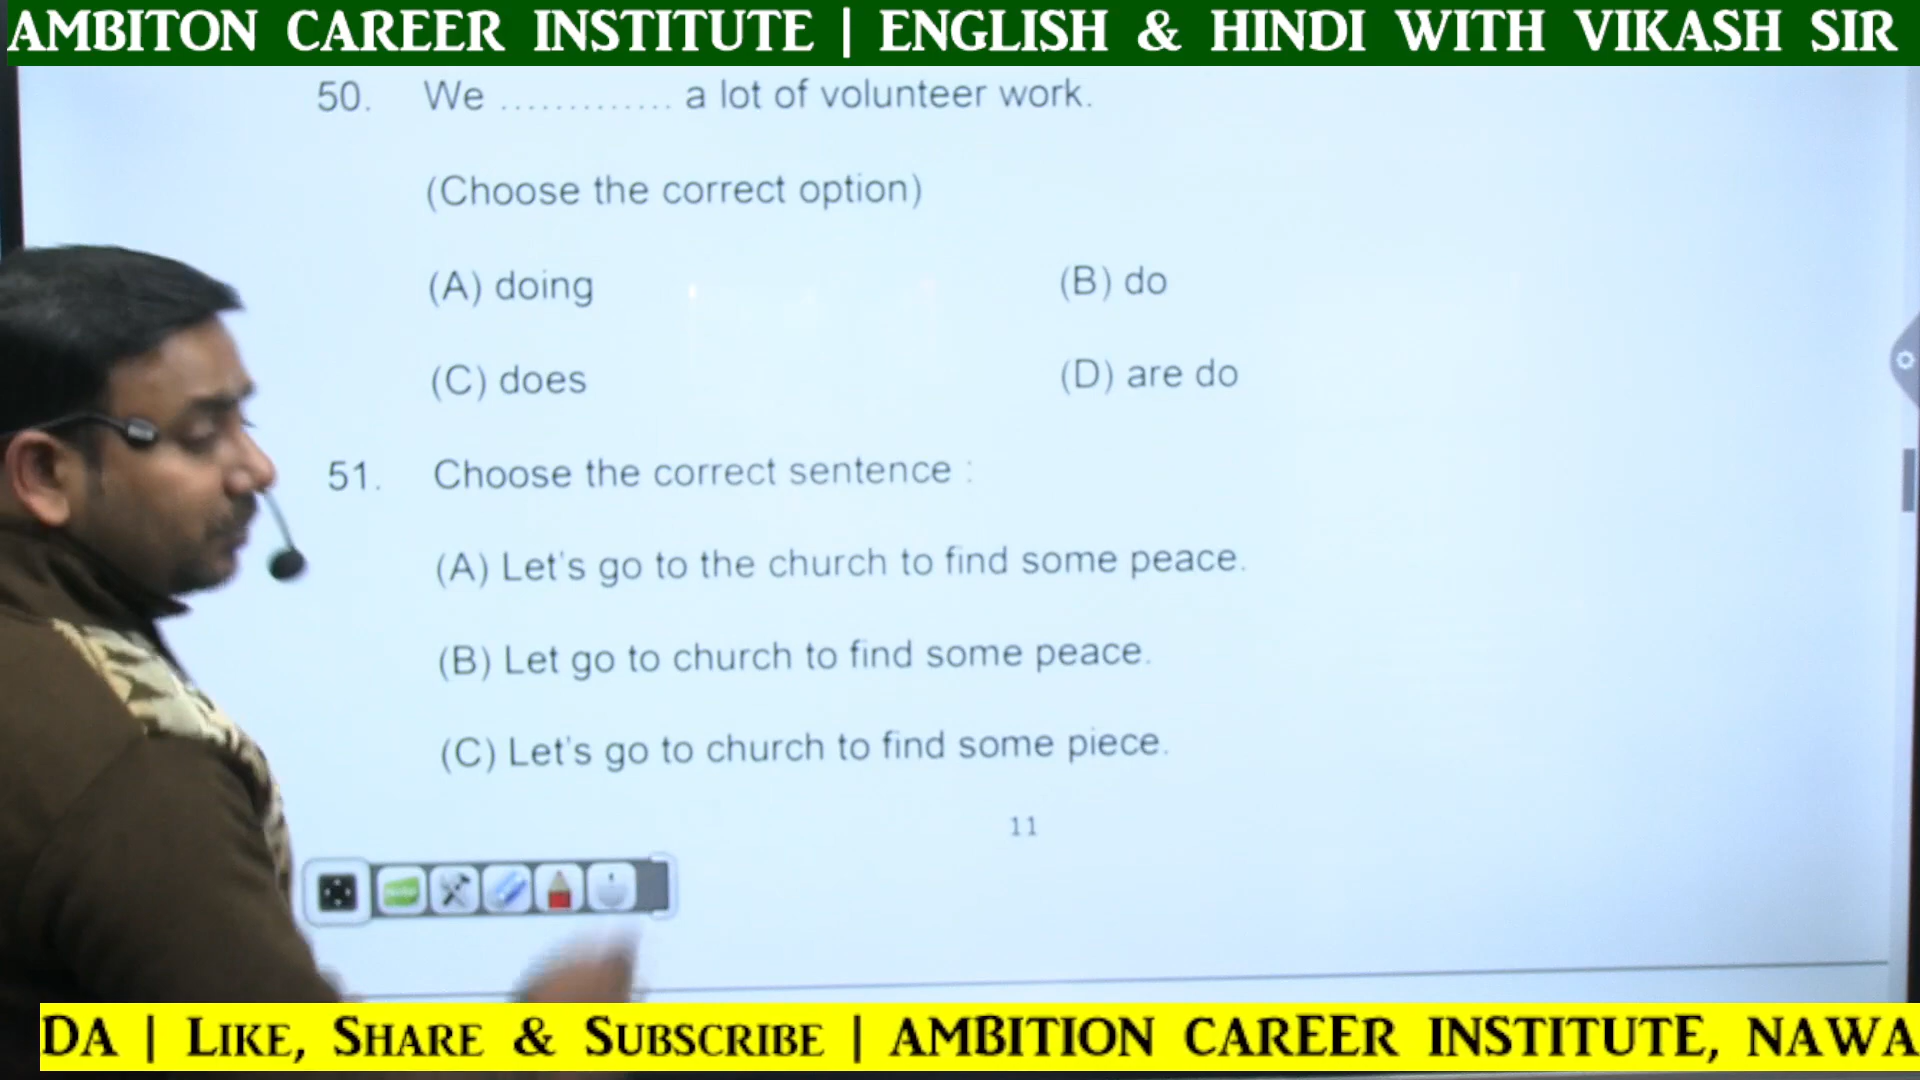 AMBITON CAREER INSTITUTE | ENGLISH & HINDI WITH VIKASH SIR
50. We ............. a lot of volunteer work.
(Choose the correct option)
(A) doing (B) do
(C) does (D) are do
51. Choose the correct sentence :
(A) Let's go to the church to find some peace.
(B) Let go to church to find some peace.
(C) Let's go to church to find some piece.
11
DA | LIKE, SHARE & SUBSCRIBE | AMBITION CAREER INSTITUTE, NAWA